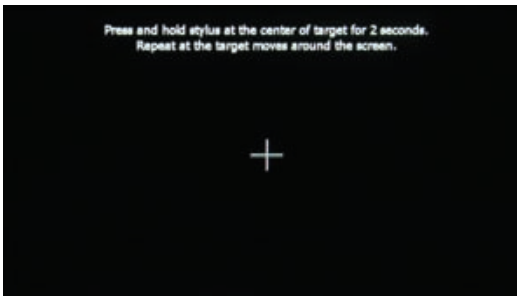 Press and hold stylus at the center of target for 2 seconds.
Repeat at the target moves around the screen.